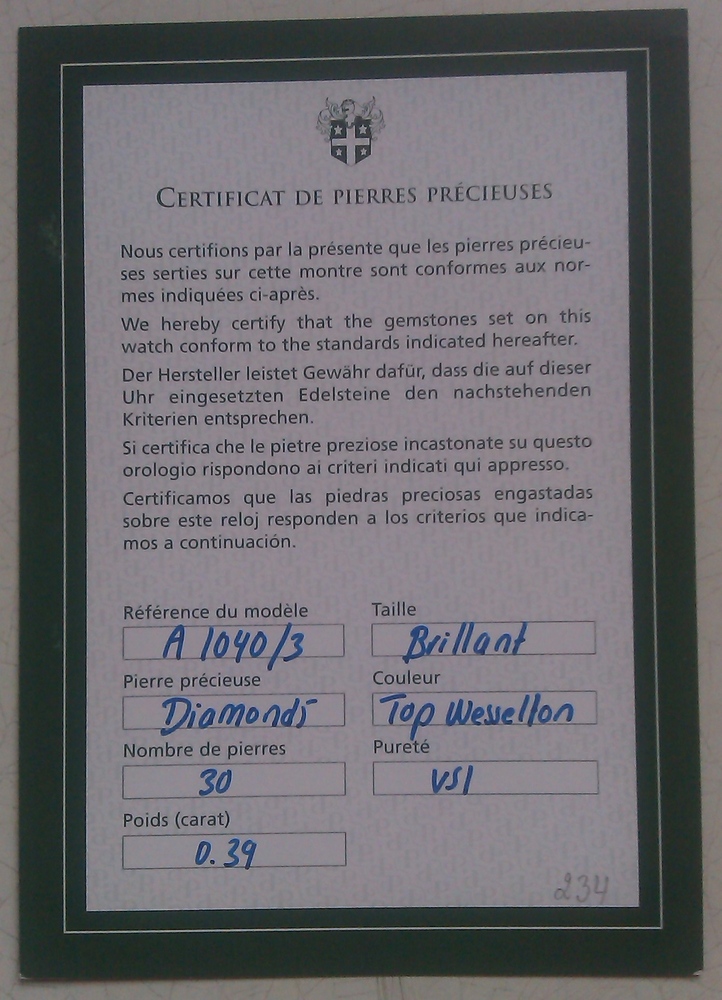 CERTIFICAT DE PIERRES PRÉCIEUSES
Nous certifions par la présente que les pierres précieu-
ses serties sur cette montre sont conformes aux nor-
mes indiquées ci-après.
We hereby certify that the gemstones set on this
watch conform to the standards indicated hereafter.
Der Hersteller leistet Gewähr dafür, dass die auf dieser
Uhr eingesetzten Edelsteine den nachstehenden
Kriterien entsprechen.
Si certifica che le pietre preziose incastonate su questo
orologio rispondono ai criteri indicati qui appresso.
Certificamos que las piedras preciosas engastadas
sobre este reloj responden a los criterios que indica-
mos a continuación.
Référence du modèle
A 1040/3
Taille
Brillant
Pierre précieuse
Diamonds
Couleur
Top Wessellon
Nombre de pierres
30
Pureté
VSI
Poids (carat)
0.39
234